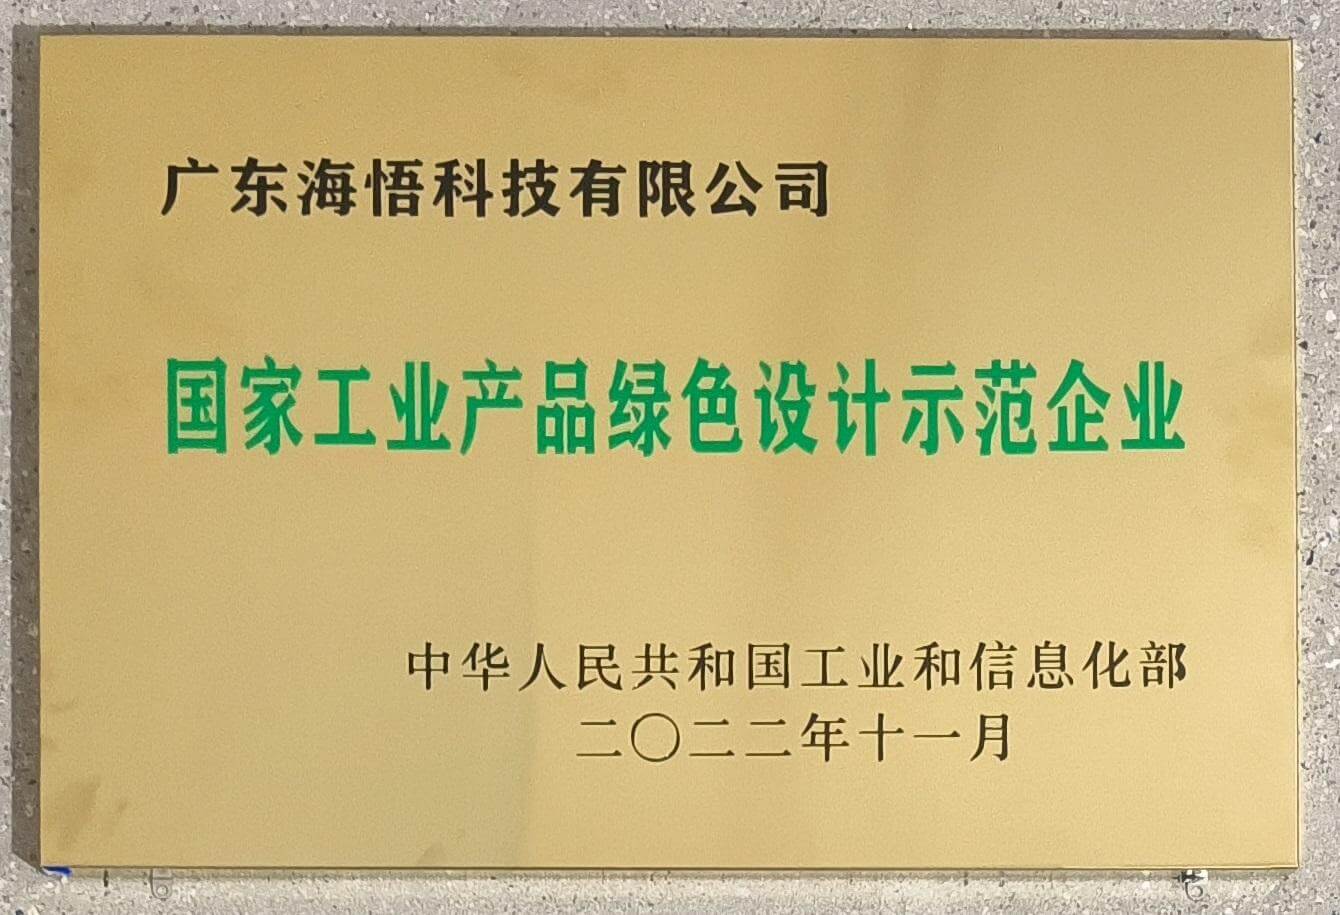 广东海悟科技有限公司
国家工业产品绿色设计示范企业
中华人民共和国工业和信息化部
二〇二二年十一月